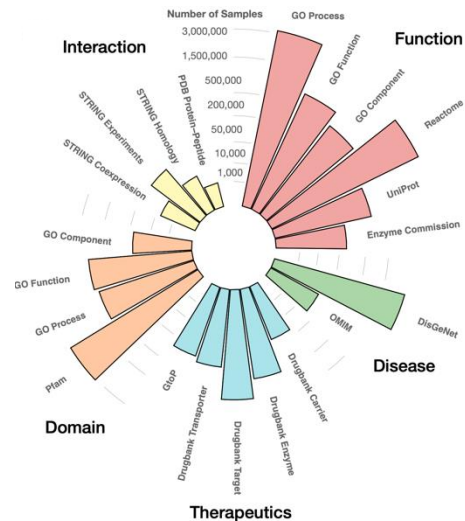 Number of Samples
3,000,000
1,500,000
500,000
200,000
50,000
10,000
1,000
Function
GO Process
GO Function
GO Component
Reactome
UniProt
Enzyme Commission
Disease
DisGeNet
OMIM
Therapeutics
Drugbank Carrier
Drugbank Enzyme
Drugbank Target
Drugbank Transporter
GtoP
Domain
Pfam
GO Process
GO Function
GO Component
Interaction
STRING Coexpression
STRING Experiments
STRING Homology
PDB Protein–Peptide